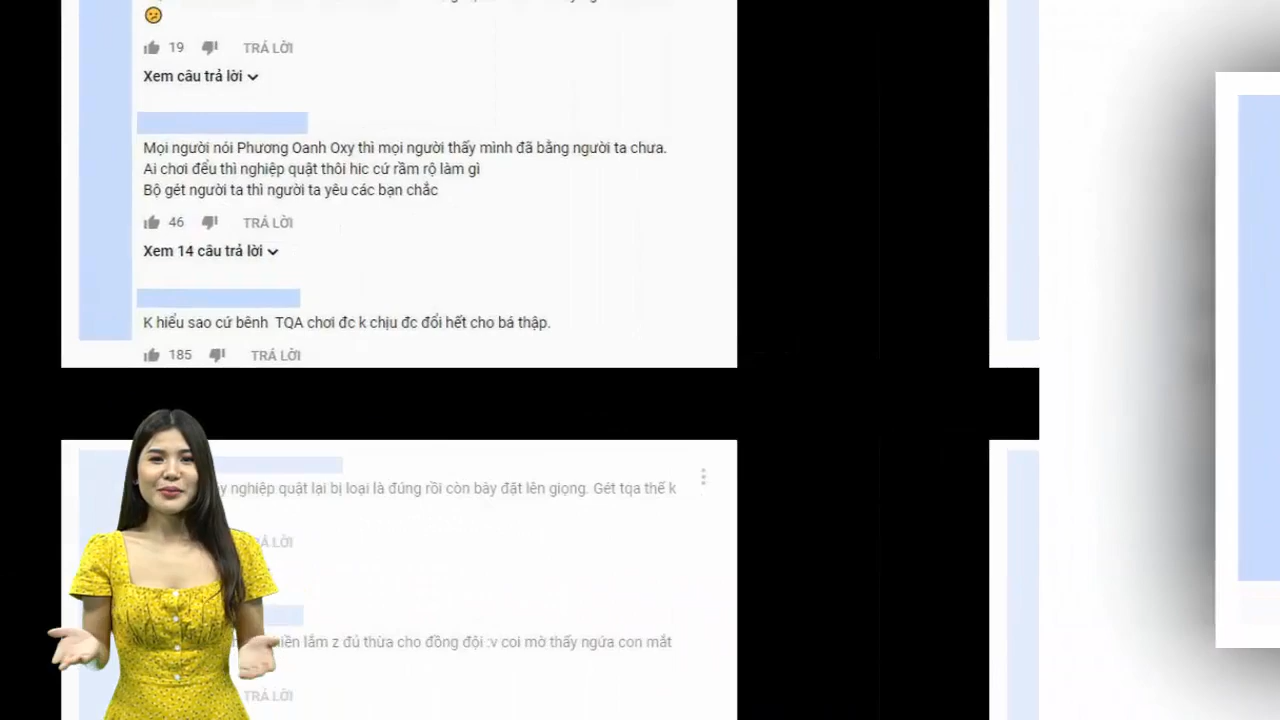 19 TRẢ LỜI
Xem câu trả lời
Mọi người nói Phương Oanh Oxy thì mọi người thấy mình đã bằng người ta chưa.
Ai chơi đểu thì nghiệp quật thôi hic cứ rầm rộ làm gì
Bộ gét người ta thì người ta yêu các bạn chắc
46 TRẢ LỜI
Xem 14 câu trả lời
K hiểu sao cứ bênh TQA chơi đc k chịu đc đổi hết cho bá thập.
185 TRẢ LỜI
nghiệp quật lại bị loại là đúng rồi còn bày đặt lên giọng. Gét tqa thế k
LỜI
lắm z đủ thừa cho đồng đội :v coi mờ thấy ngứa con mắt
TRẢ LỜI